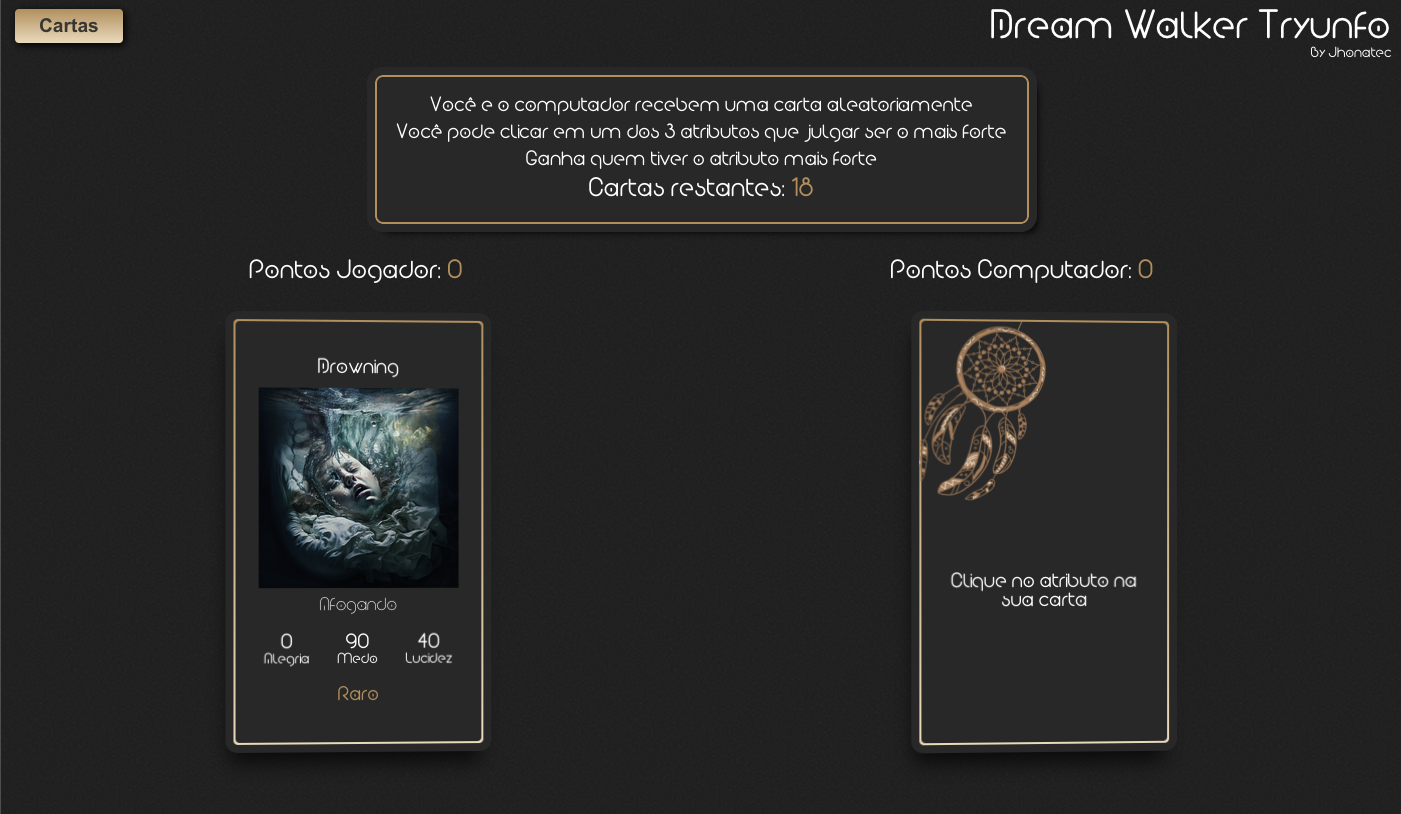 Cartas
Dream Walker Tryunfo
By Jhonatec
Você e o computador recebem uma carta aleatoriamente
Você pode clicar em um dos 3 atributos que julgar ser o mais forte
Ganha quem tiver o atributo mais forte
Cartas restantes: 18
Pontos Jogador: 0
Pontos Computador: 0
Drowning
Afogando
0 90 40
Alegria Medo Lucidez
Raro
Clique no atributo na
sua carta